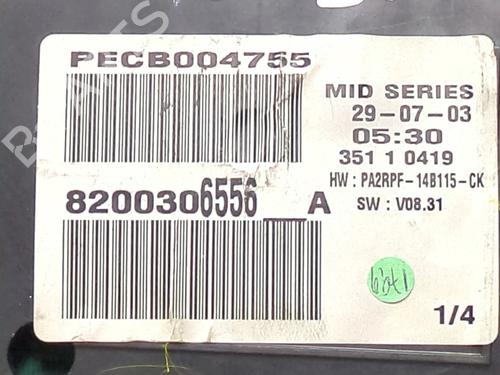 PECB004755
MID SERIES
29-07-03
05:30
351 1 0419
HW : PA2RPF-14B115-CK
SW : V08.31
8200306556__A
1/4